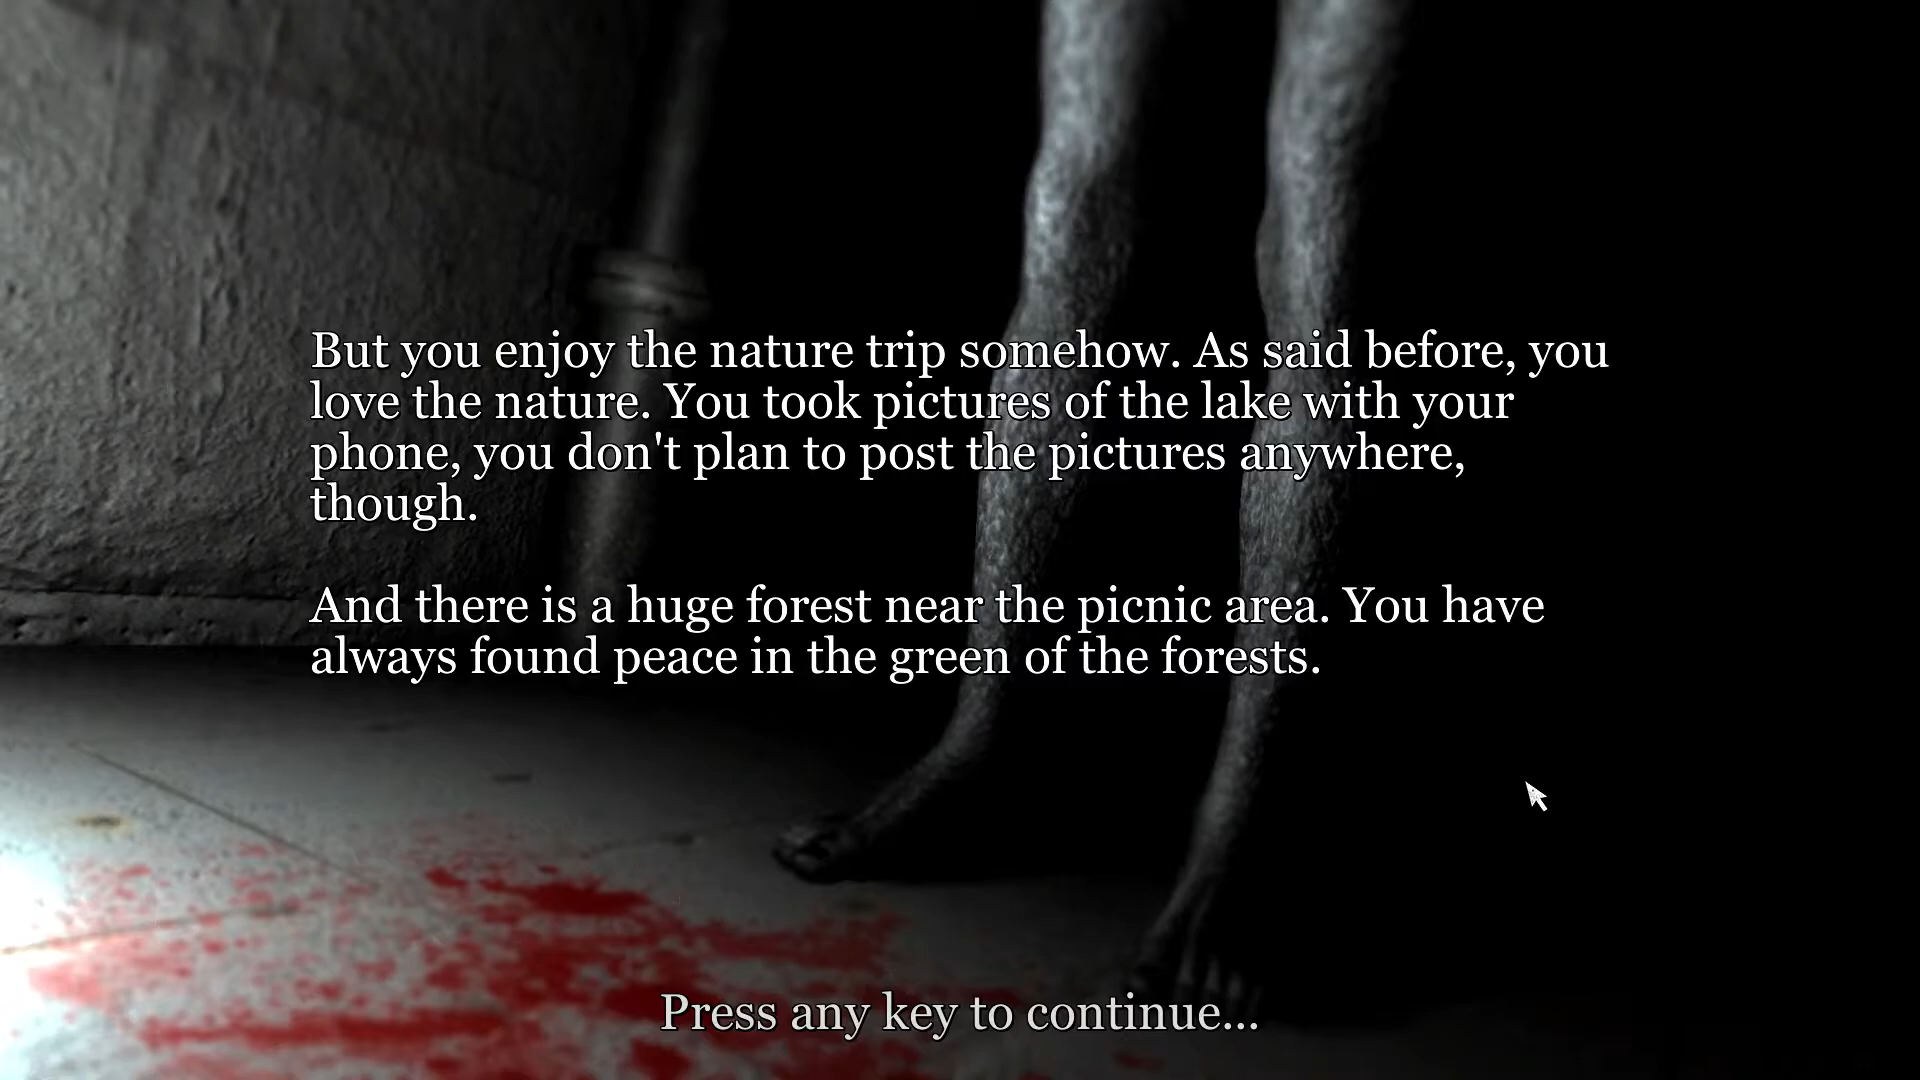 But you enjoy the nature trip somehow. As said before, you
love the nature. You took pictures of the lake with your
phone, you don't plan to post the pictures anywhere,
though.
And there is a huge forest near the picnic area. You have
always found peace in the green of the forests.
Press any key to continue...